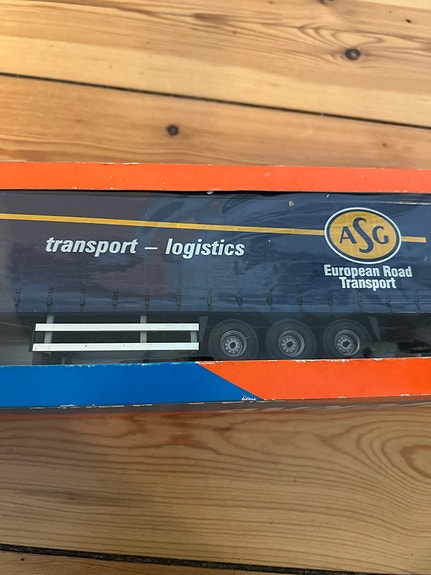 transport – logistics
ASG
European Road
Transport